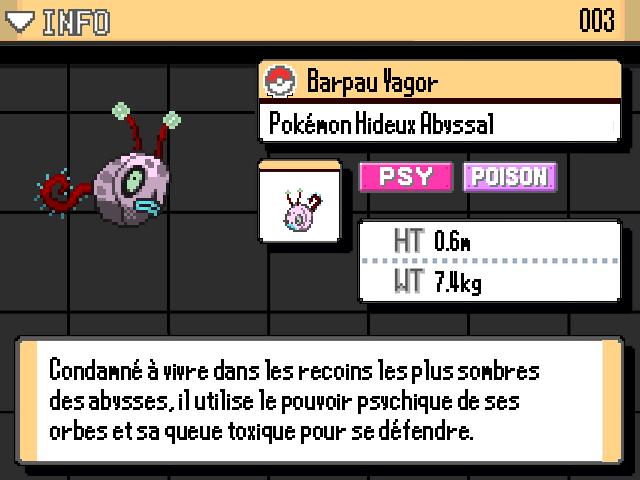 INFO
003
Barpau Yagor
Pokémon Hideux Abyssal
PSY
POISON
HT 0.6m
WT 7.4kg
Condamné à vivre dans les recoins les plus sombres
des abysses, il utilise le pouvoir psychique de ses
orbes et sa queue toxique pour se défendre.